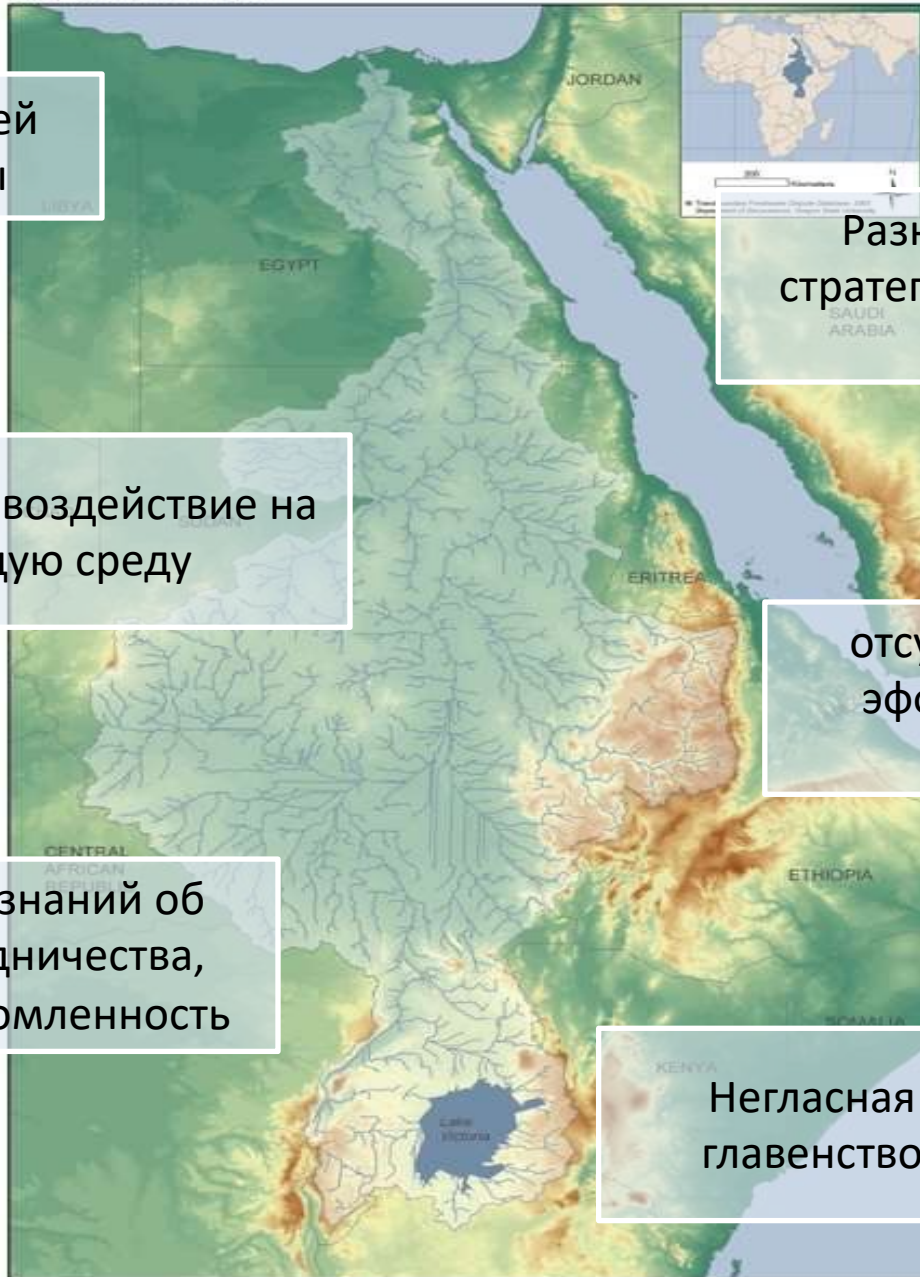 JORDAN
ей
LIBYA
EGYPT
Разн
стратег
SAUDI
ARABIA
воздействие на
SUDAN
дую среду
ERITREA
отсу
эфф
CENTRAL
AFRICAN
REPUBLIC
ETHIOPIA
знаний об
дничества,
омленность
SOMALIA
KENYA
Lake
Victoria
Негласная
главенство